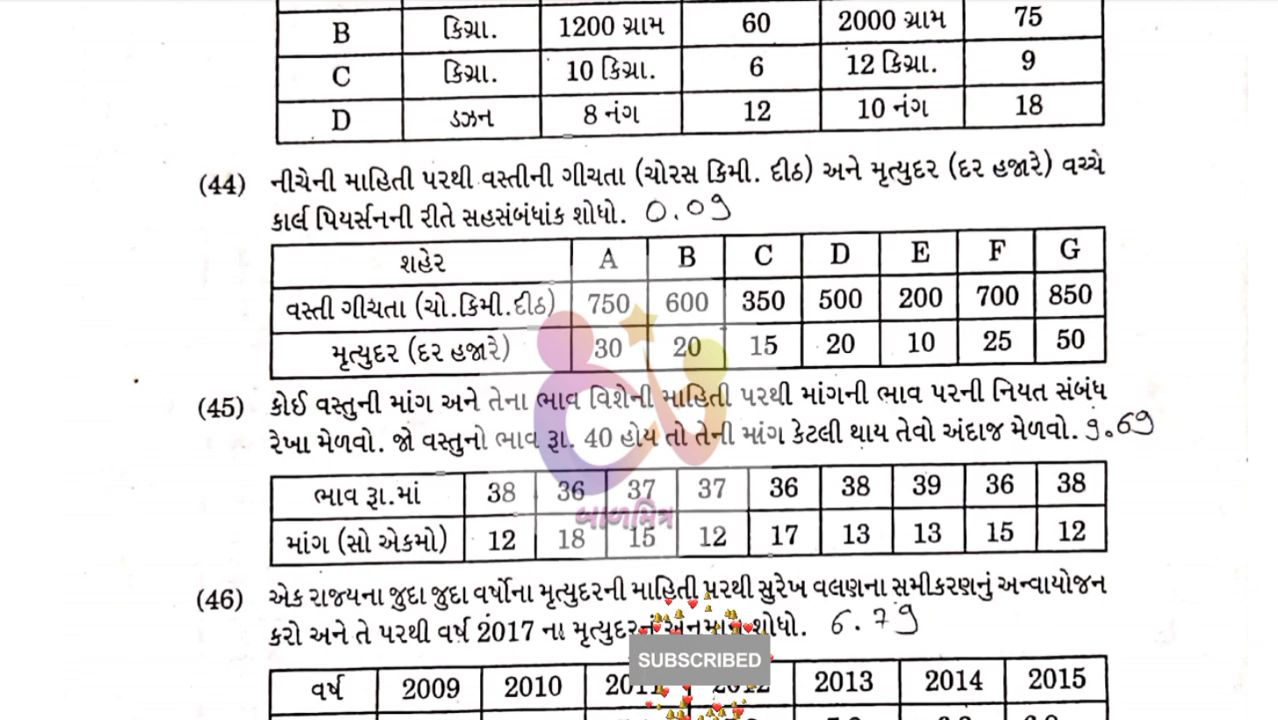 B કિગ્રા. 1200 ગ્રામ 60 2000 ગ્રામ 75
C કિગ્રા. 10 કિગ્રા. 6 12 કિગ્રા. 9
D ડઝન 8 નંગ 12 10 નંગ 18
(44) નીચેની માહિતી પરથી વસ્તીની ગીચતા (ચોરસ કિમી. દીઠ) અને મૃત્યુદર (દર હજારે) વચ્ચે
કાર્લ પિયર્સનની રીતે સહસંબંધાંક શોધો. 0.09
શહેર A B C D E F G
વસ્તી ગીચતા (ચો.કિમી.દીઠ) 750 600 350 500 200 700 850
મૃત્યુદર (દર હજારે) 30 20 15 20 10 25 50
(45) કોઈ વસ્તુની માંગ અને તેના ભાવ વિશેની માહિતી પરથી માંગની ભાવ પરની નિયત સંબંધ
રેખા મેળવો. જો વસ્તુનો ભાવ રૂા. 40 હોય તો તેની માંગ કેટલી થાય તેવો અંદાજ મેળવો. 9.69
ભાવ રૂા.માં 38 36 37 37 36 38 39 36 38
બાળમિત્ર
માંગ (સો એકમો) 12 18 15 12 17 13 13 15 12
(46) એક રાજ્યના જુદા જુદા વર્ષોના મૃત્યુદરની માહિતી પરથી સુરેખ વલણના સમીકરણનું અન્વાયોજન
કરો અને તે પરથી વર્ષ 2017 ના મૃત્યુદરનું અનુમાન શોધો. 6.79
SUBSCRIBED
વર્ષ 2009 2010 2011 2012 2013 2014 2015